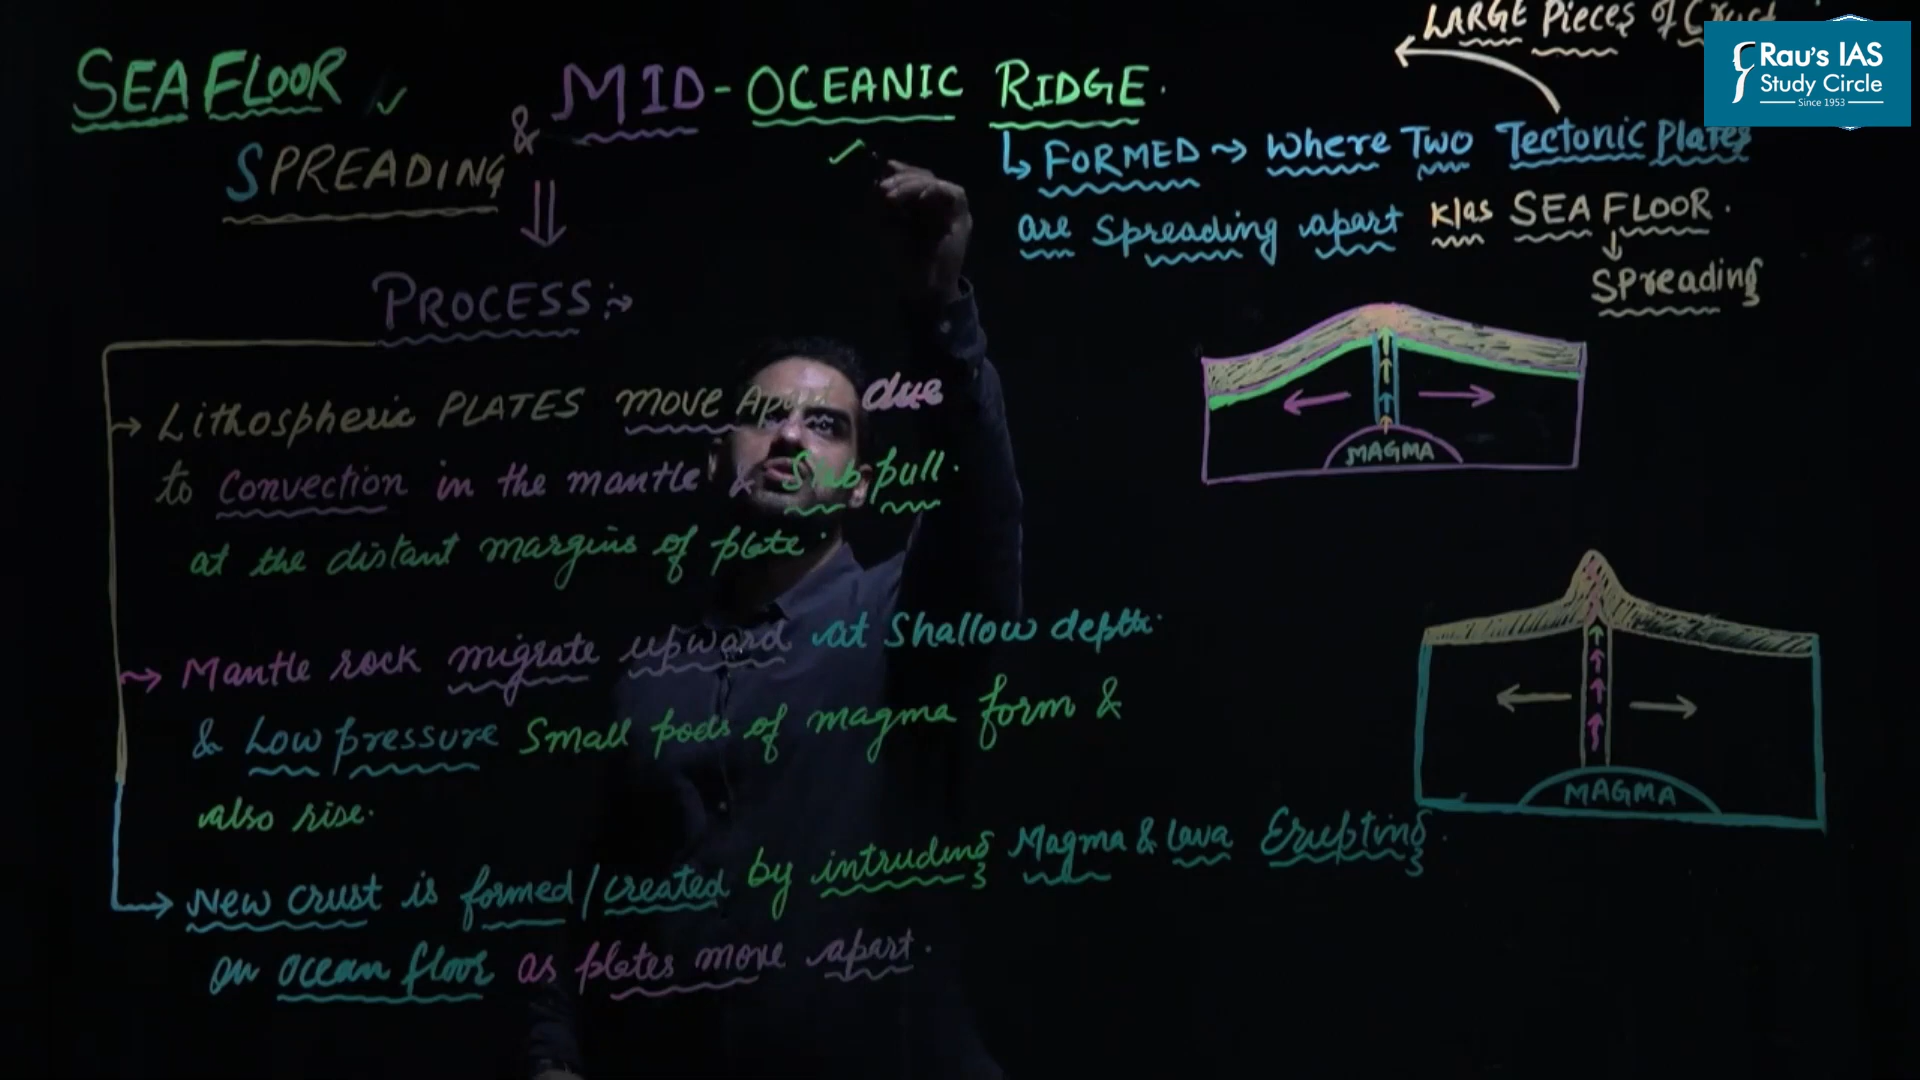 LARGE Pieces of Crust
Rau's IAS
Study Circle
Since 1953
SEA FLOOR
SPREADING
&
MID-OCEANIC RIDGE.
FORMED Where Two Tectonic Plates
are Spreading apart k/as SEA FLOOR.
Spreading
PROCESS:
Lithospheric PLATES move Apart due
to Convection in the mantle & Slab pull.
at the distant margins of plate.
MAGMA
Mantle rock migrate upward at Shallow depth.
& Low pressure Small pods of magma form &
also rise.
MAGMA
New crust is formed/created by intruding Magma & lava Erupting.
on ocean floor as plates move apart.